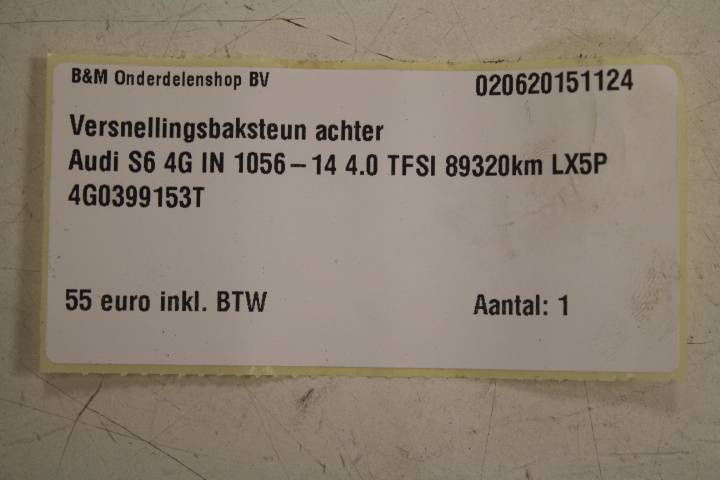 B&M Onderdelenshop BV 020620151124
Versnellingsbaksteun achter
Audi S6 4G IN 1056-14 4.0 TFSI 89320km LX5P
4G0399153T
55 euro inkl. BTW Aantal: 1